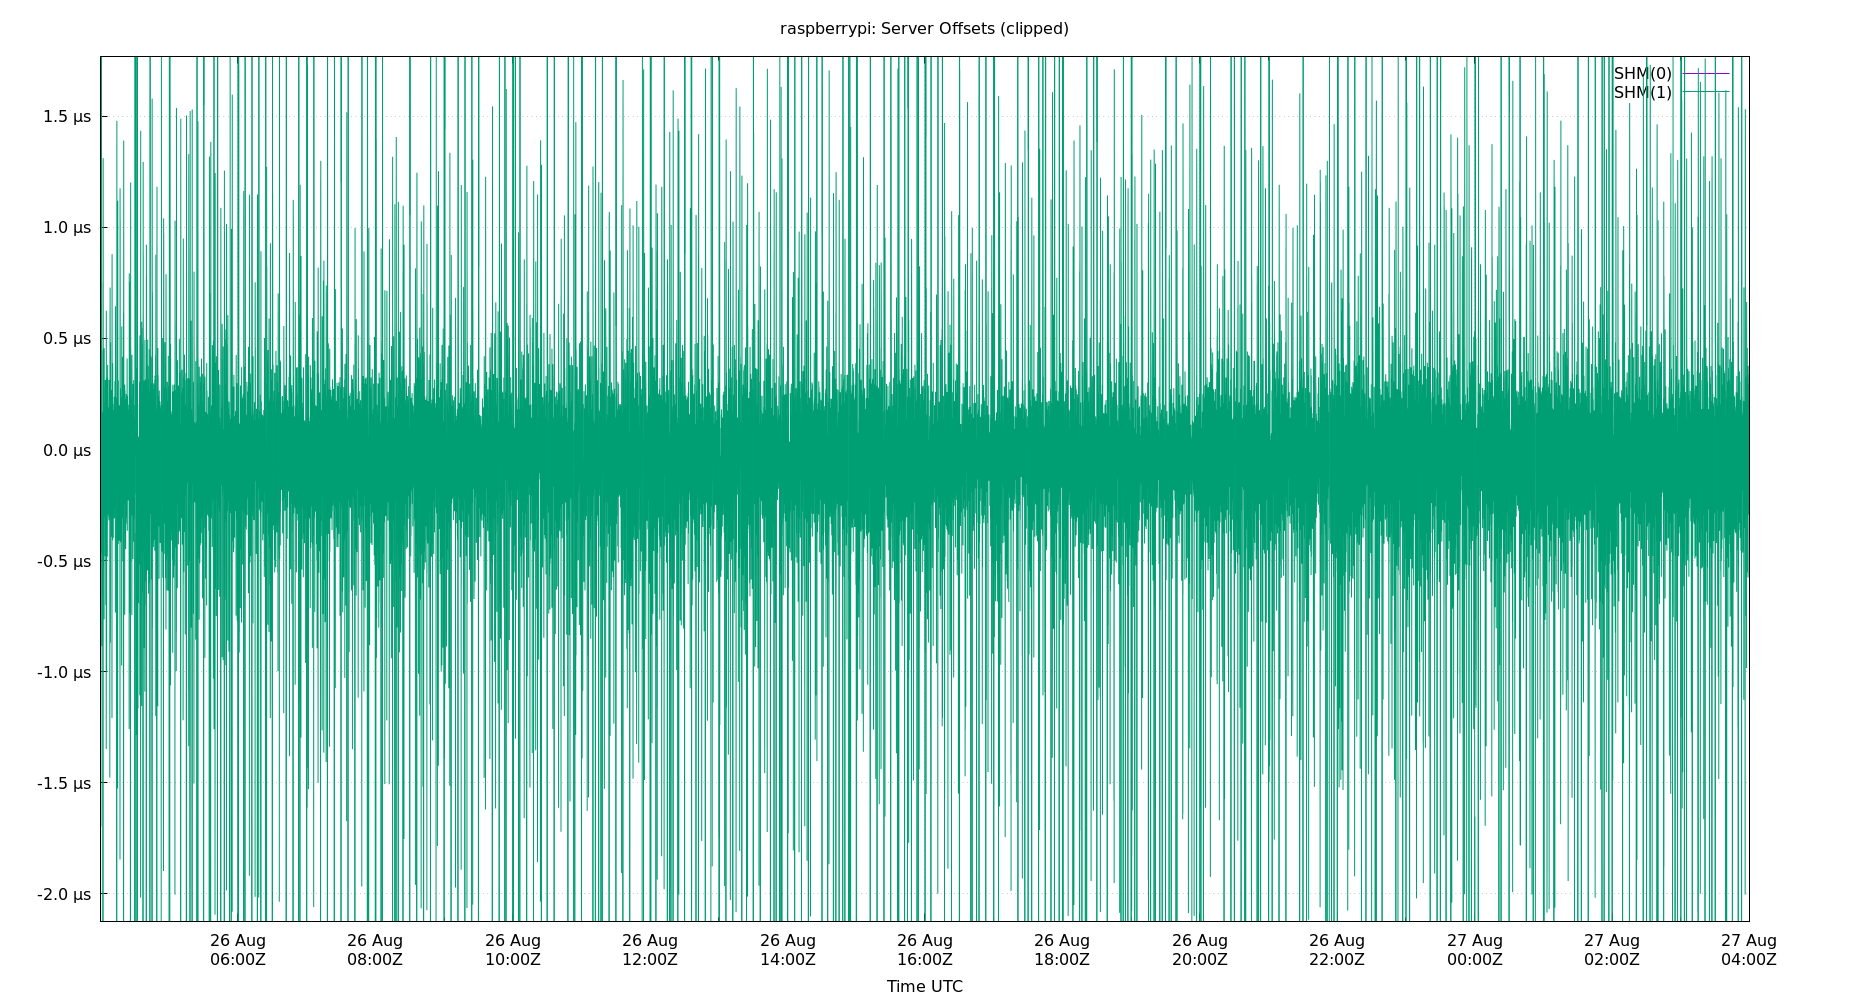 raspberrypi: Server Offsets (clipped)
SHM(0)
SHM(1)
1.5 µs
1.0 µs
0.5 µs
0.0 µs
-0.5 µs
-1.0 µs
-1.5 µs
-2.0 µs
26 Aug 26 Aug 26 Aug 26 Aug 26 Aug 26 Aug 26 Aug 26 Aug 26 Aug 27 Aug 27 Aug 27 Aug
06:00Z 08:00Z 10:00Z 12:00Z 14:00Z 16:00Z 18:00Z 20:00Z 22:00Z 00:00Z 02:00Z 04:00Z
Time UTC